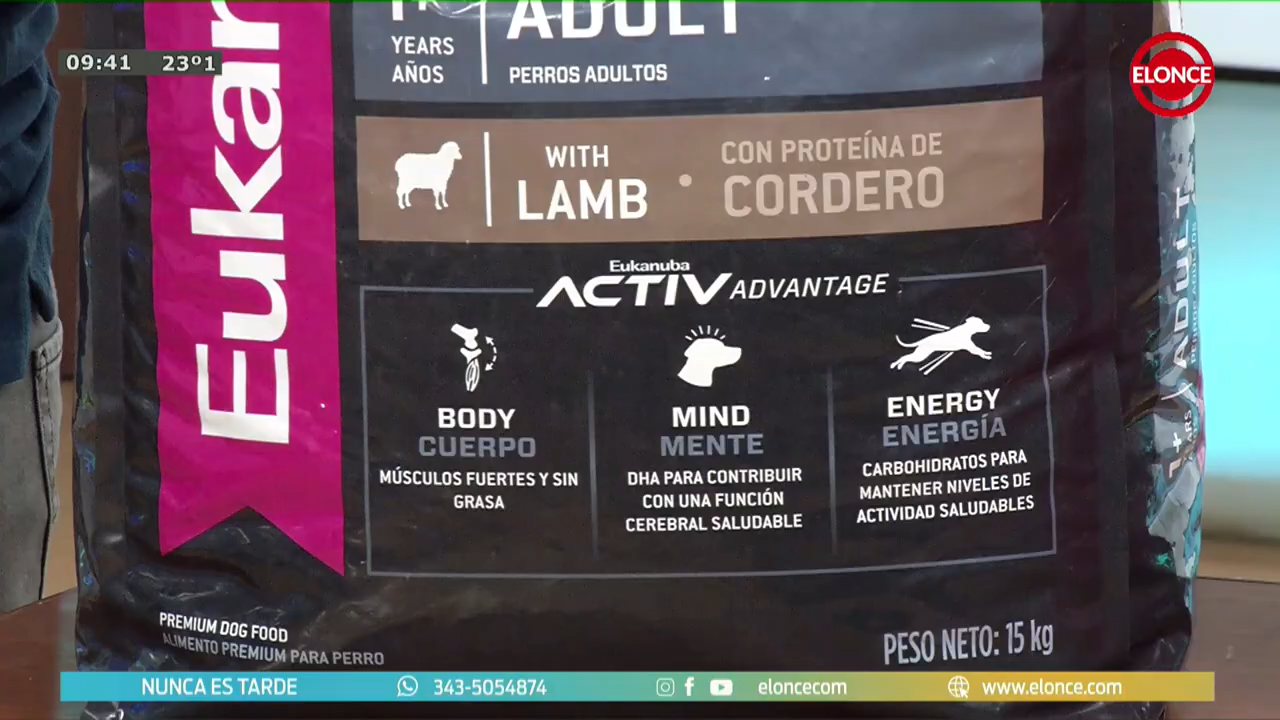 09:41 23º1
ELONCE
ADULT
YEARS
AÑOS
PERROS ADULTOS
WITH
LAMB
CON PROTEÍNA DE
CORDERO
Eukanuba
ACTIV ADVANTAGE
BODY
CUERPO
MÚSCULOS FUERTES Y SIN
GRASA
MIND
MENTE
DHA PARA CONTRIBUIR
CON UNA FUNCIÓN
CEREBRAL SALUDABLE
ENERGY
ENERGÍA
CARBOHIDRATOS PARA
MANTENER NIVELES DE
ACTIVIDAD SALUDABLES
Eukan
PREMIUM DOG FOOD
ALIMENTO PREMIUM PARA PERRO
PESO NETO: 15 kg
1+
ADULT
NUNCA ES TARDE 343-5054874 eloncecom www.elonce.com